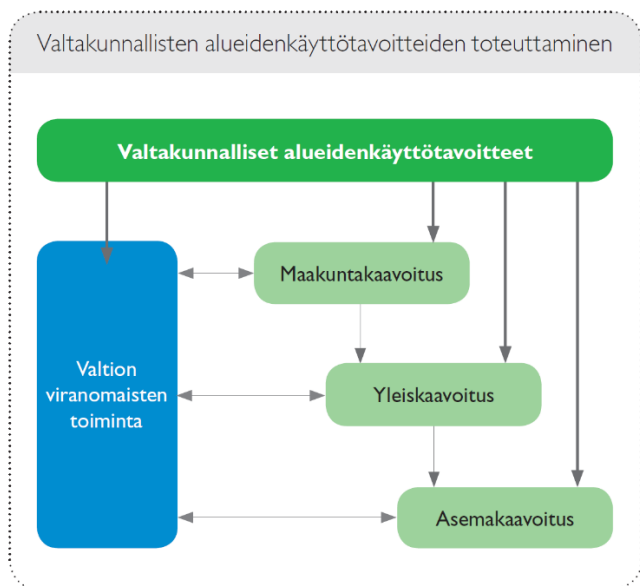 Valtakunnallisten alueidenkäyttötavoitteiden toteuttaminen
Valtakunnalliset alueidenkäyttötavoitteet
Maakuntakaavoitus
Valtion
viranomaisten
toiminta
Yleiskaavoitus
Asemakaavoitus